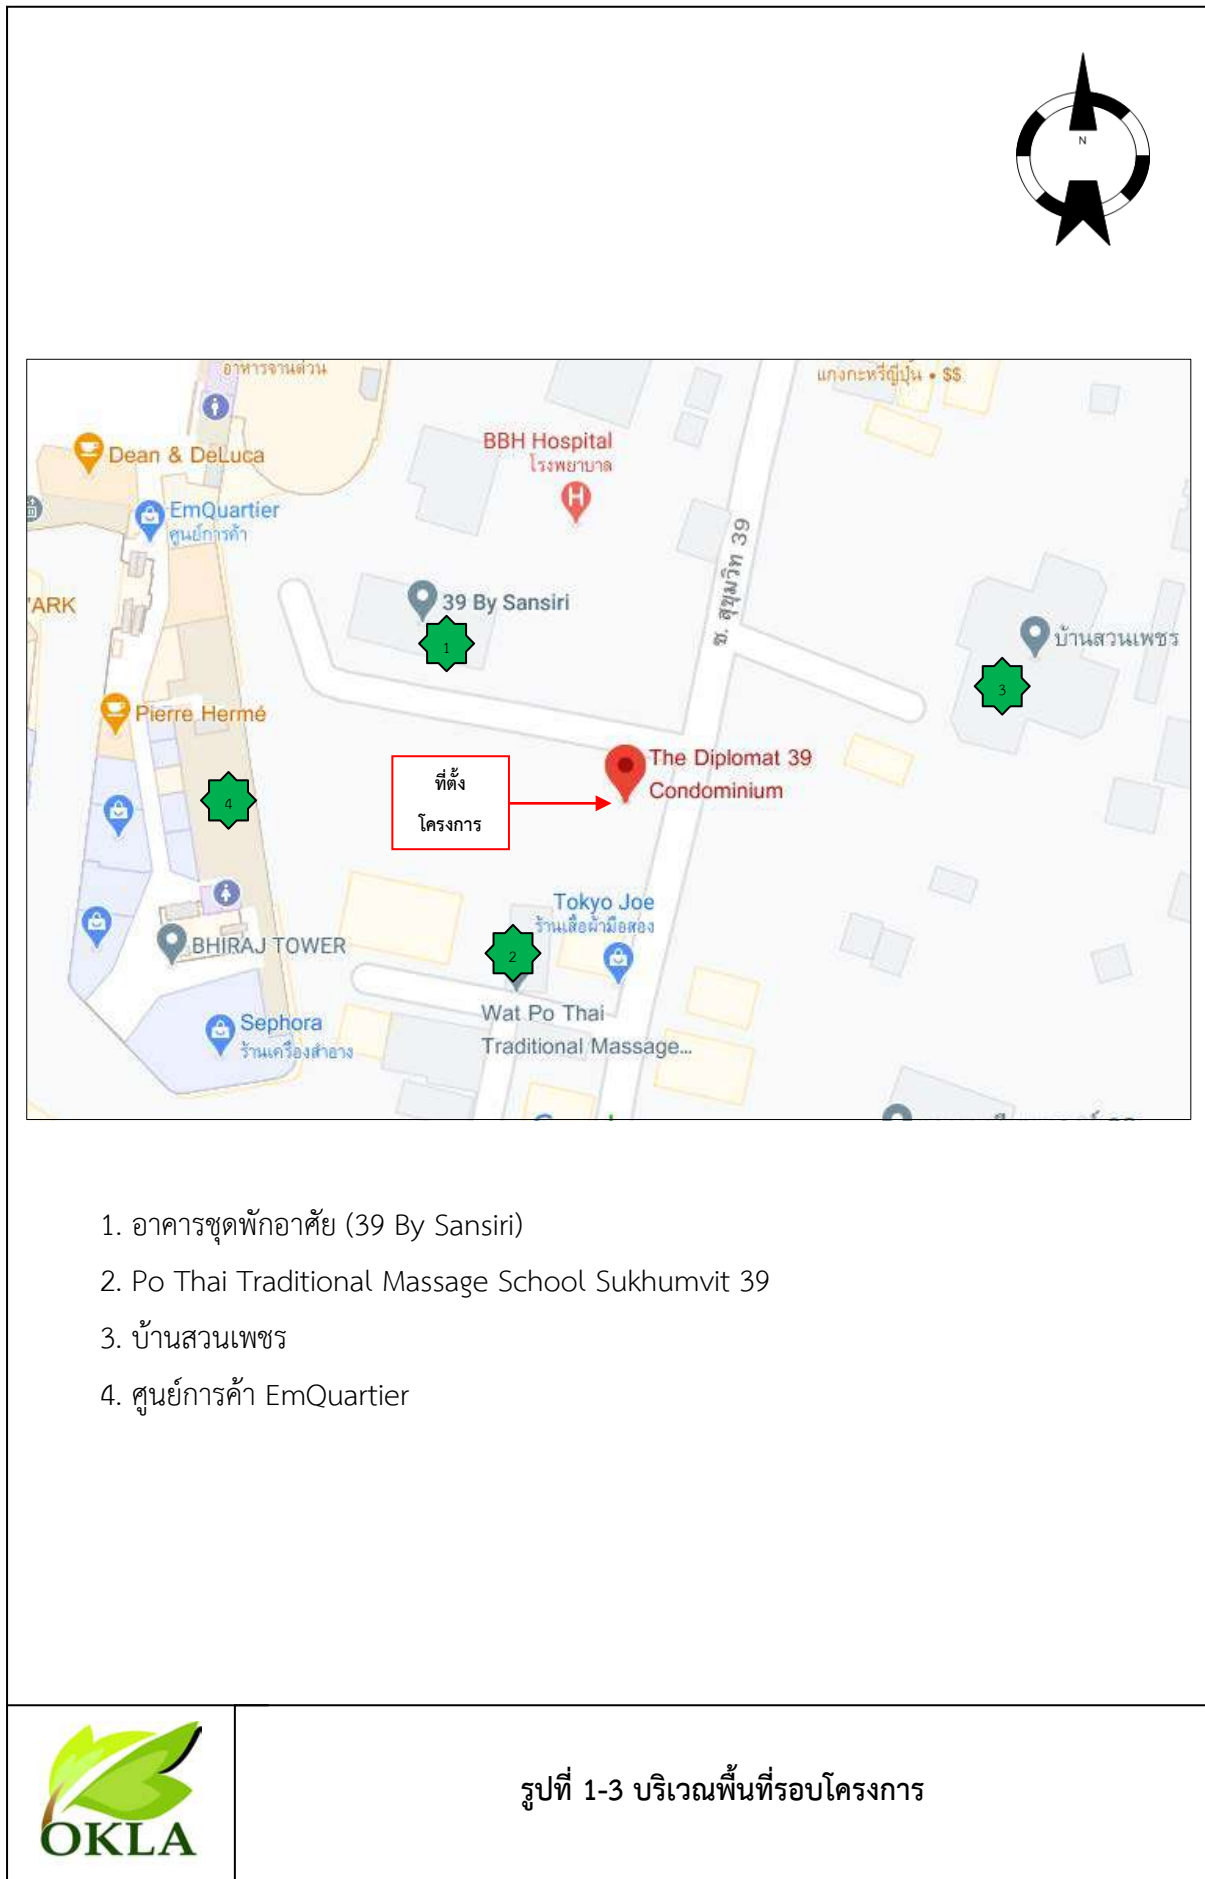 N
อาหารจานด่วน
แกงกะหรี่ญี่ปุ่น • $$
Dean & DeLuca
BBH Hospital
โรงพยาบาล
EmQuartier
ศูนย์การค้า
ซ. สุขุมวิท 39
'ARK
39 By Sansiri
1
บ้านสวนเพชร
3
Pierre Hermé
The Diplomat 39
Condominium
ที่ตั้ง
โครงการ
4
Tokyo Joe
ร้านเสื้อผ้ามือสอง
2
BHIRAJ TOWER
Wat Po Thai
Traditional Massage...
Sephora
ร้านเครื่องสำอาง
1. อาคารชุดพักอาศัย (39 By Sansiri)
2. Po Thai Traditional Massage School Sukhumvit 39
3. บ้านสวนเพชร
4. ศูนย์การค้า EmQuartier
OKLA
รูปที่ 1-3 บริเวณพื้นที่รอบโครงการ